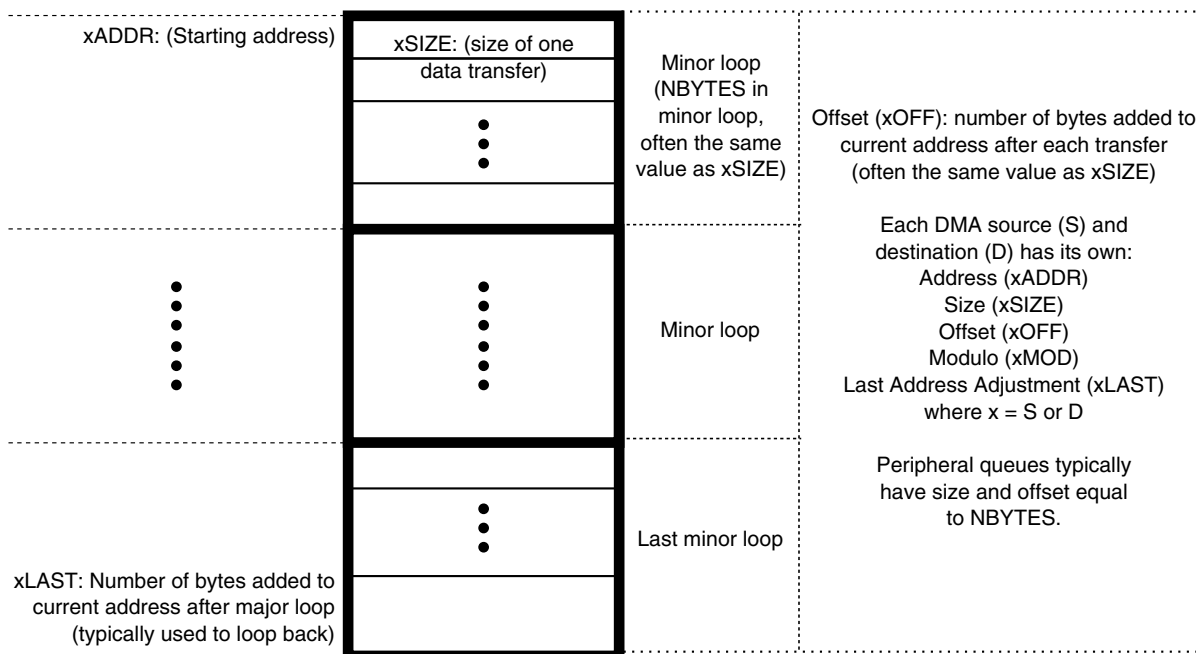 xADDR: (Starting address)
xSIZE: (size of one
data transfer)
Minor loop
(NBYTES in
minor loop,
often the same
value as xSIZE)
Offset (xOFF): number of bytes added to
current address after each transfer
(often the same value as xSIZE)
Each DMA source (S) and
destination (D) has its own:
Address (xADDR)
Size (xSIZE)
Offset (xOFF)
Modulo (xMOD)
Last Address Adjustment (xLAST)
where x = S or D
Peripheral queues typically
have size and offset equal
to NBYTES.
Minor loop
xLAST: Number of bytes added to
current address after major loop
(typically used to loop back)
Last minor loop